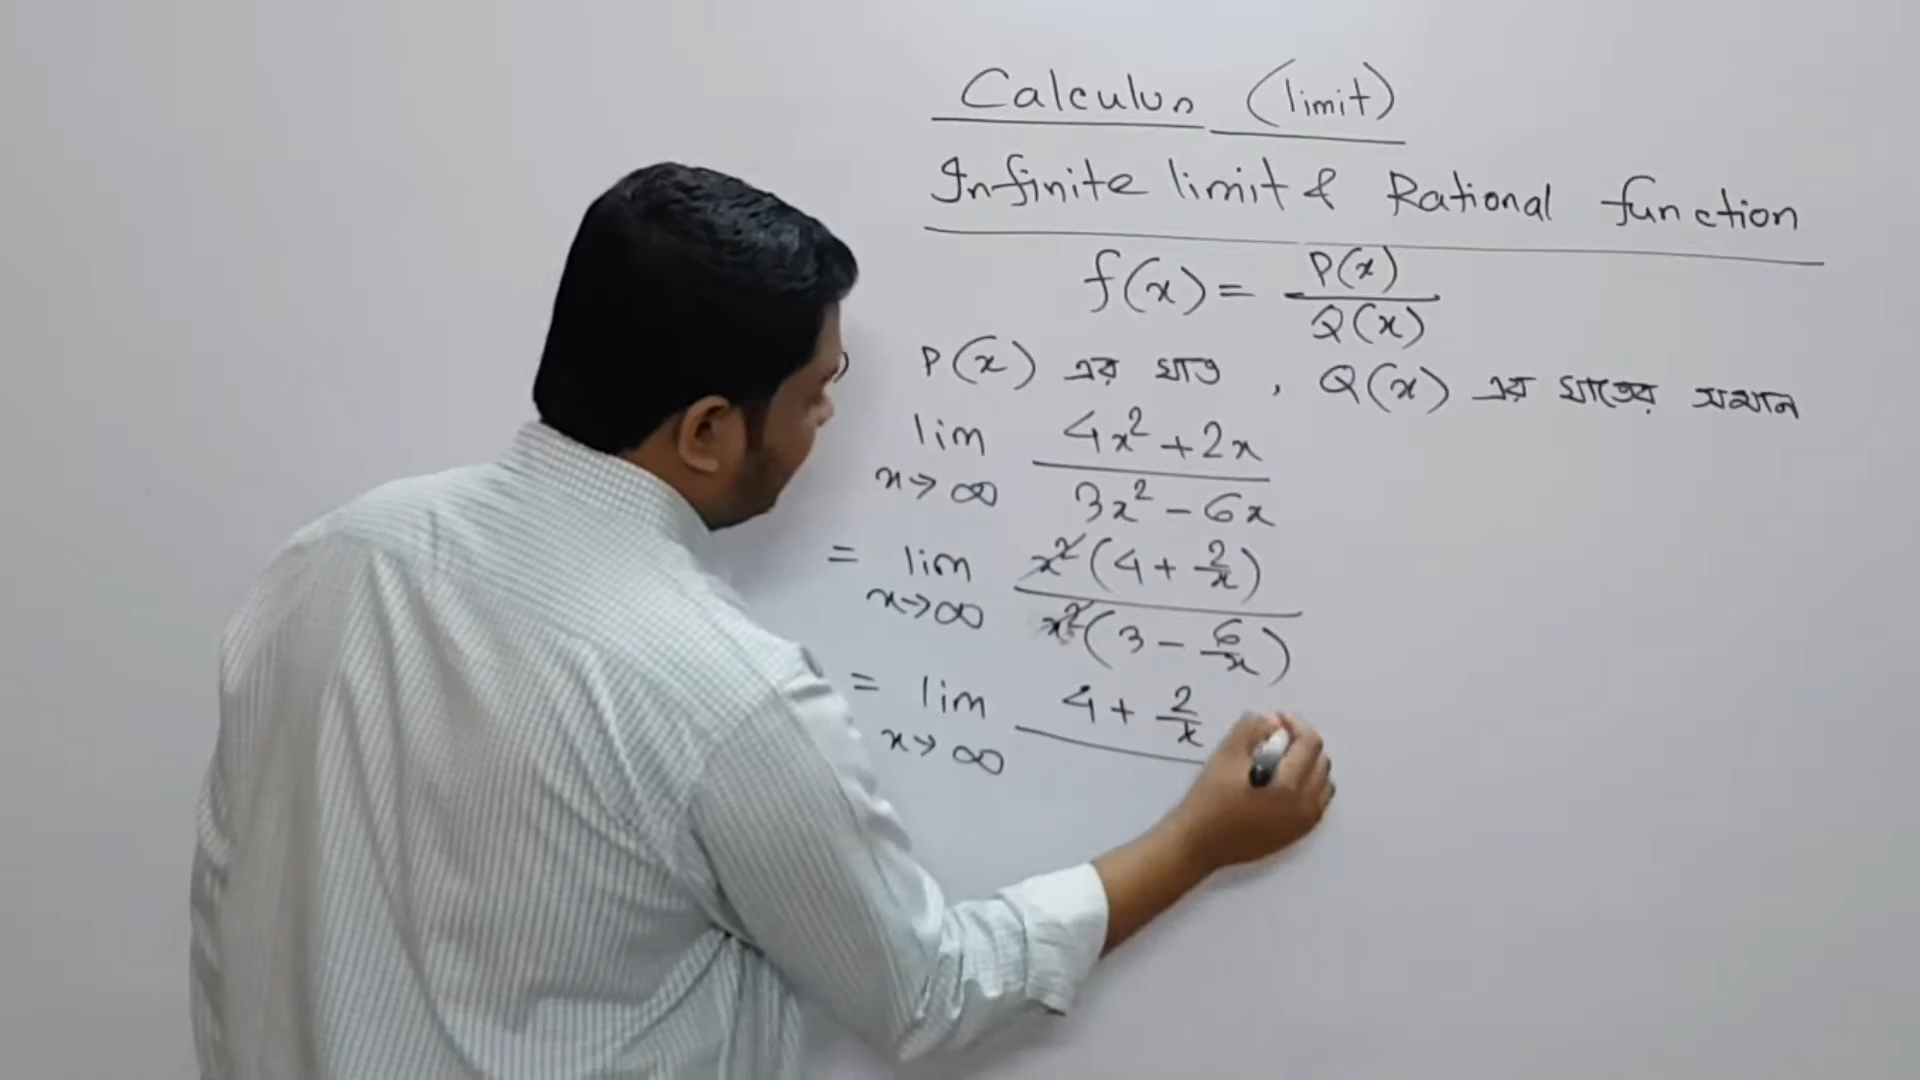 Calculus (limit)
Infinite limit & Rational function
f(x) = P(x)/Q(x)
) P(x) এর ঘাত , Q(x) এর ঘাতের সমান
lim x→∞ (4x² + 2x)/(3x² - 6x)
= lim x→∞ x²(4 + 2/x)/x²(3 - 6/x)
= lim x→∞ 4 + 2/x